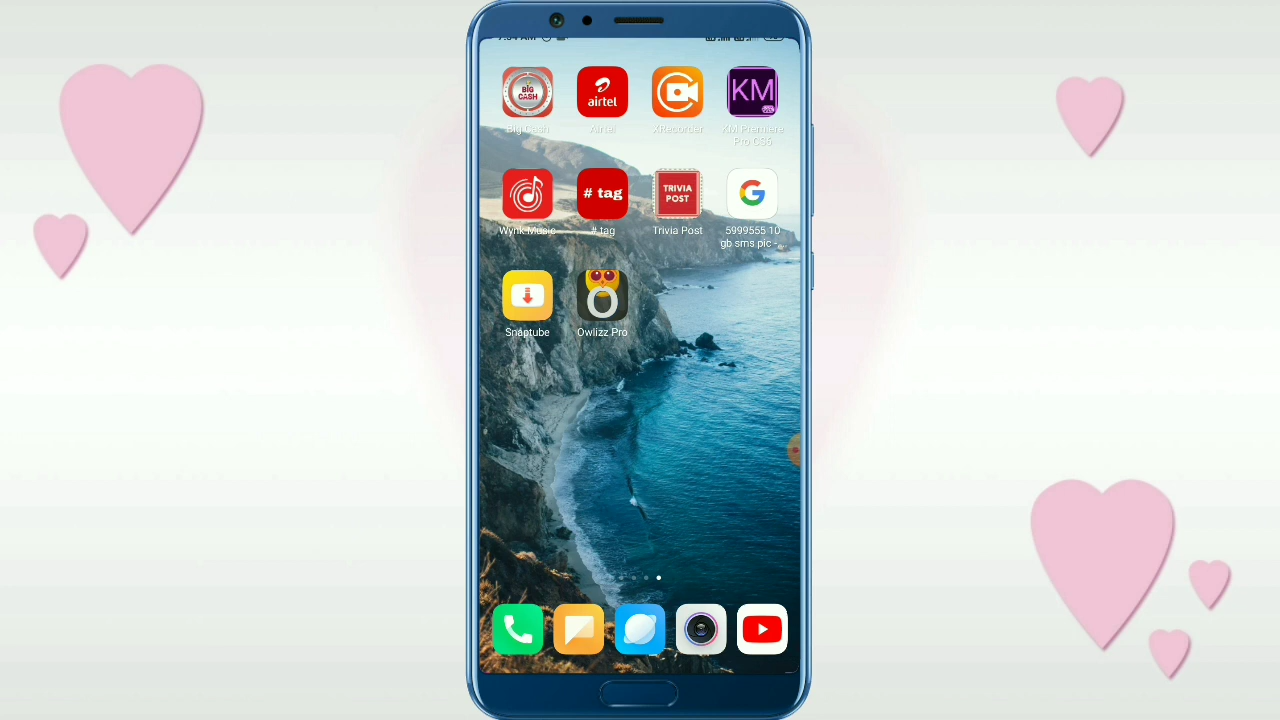 BIG
CASH
airtel
KM
Big Cash
Airtel
XRecorder
KM Premiere
Pro CS6
# tag
TRIVIA
POST
Wynk Music
# tag
Trivia Post
5999555 10
gb sms pic -...
Snaptube
Owlizz Pro